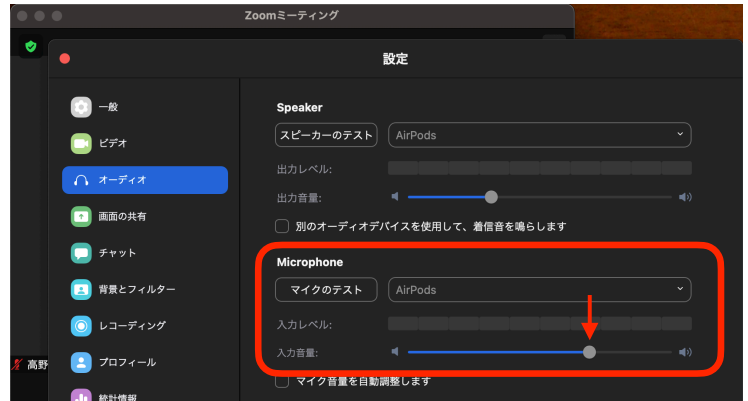 Zoomミーティング
設定
一般
ビデオ
オーディオ
画面の共有
チャット
背景とフィルター
レコーディング
プロフィール
統計情報
Speaker
スピーカーのテスト AirPods
出力レベル:
出力音量:
別のオーディオデバイスを使用して、着信音を鳴らします
Microphone
マイクのテスト AirPods
入力レベル:
入力音量:
マイク音量を自動調整します
高野